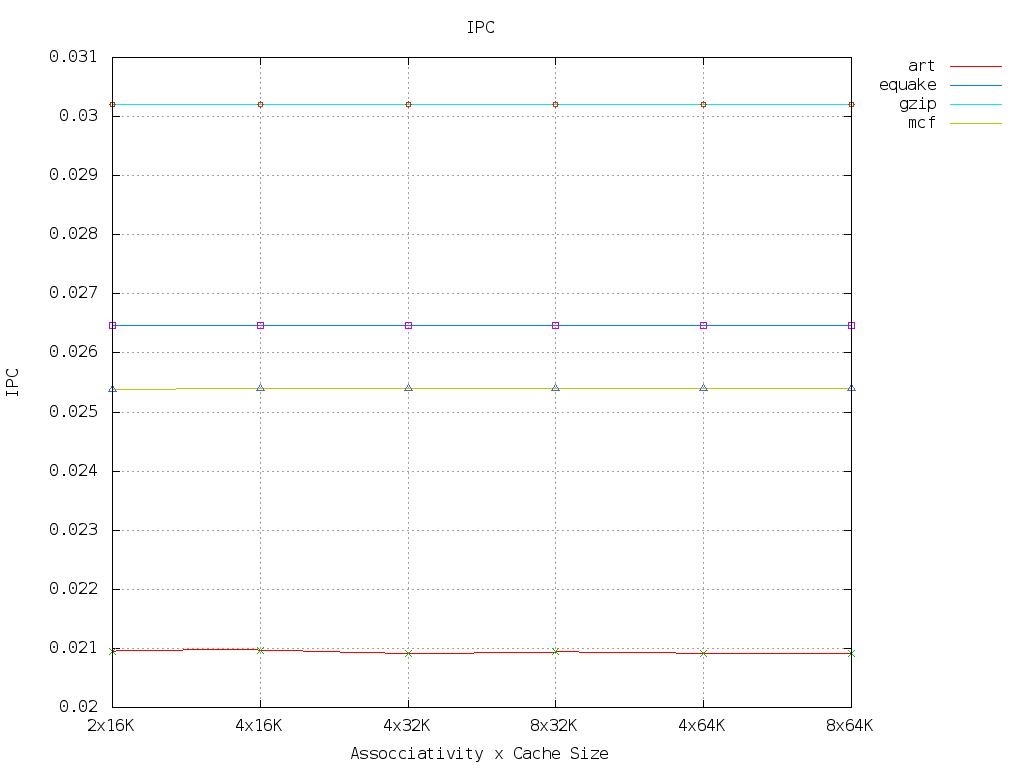 IPC
0.031
0.03
0.029
0.028
0.027
0.026
0.025
0.024
0.023
0.022
0.021
0.02
IPC
2x16K 4x16K 4x32K 8x32K 4x64K 8x64K
Assocciativity x Cache Size
art
equake
gzip
mcf